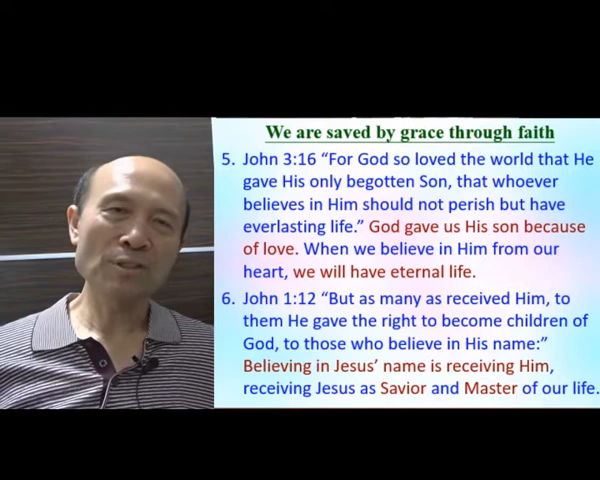 We are saved by grace through faith
5. John 3:16 “For God so loved the world that He
gave His only begotten Son, that whoever
believes in Him should not perish but have
everlasting life.” God gave us His son because
of love. When we believe in Him from our
heart, we will have eternal life.
6. John 1:12 “But as many as received Him, to
them He gave the right to become children of
God, to those who believe in His name:”
Believing in Jesus’ name is receiving Him,
receiving Jesus as Savior and Master of our life.